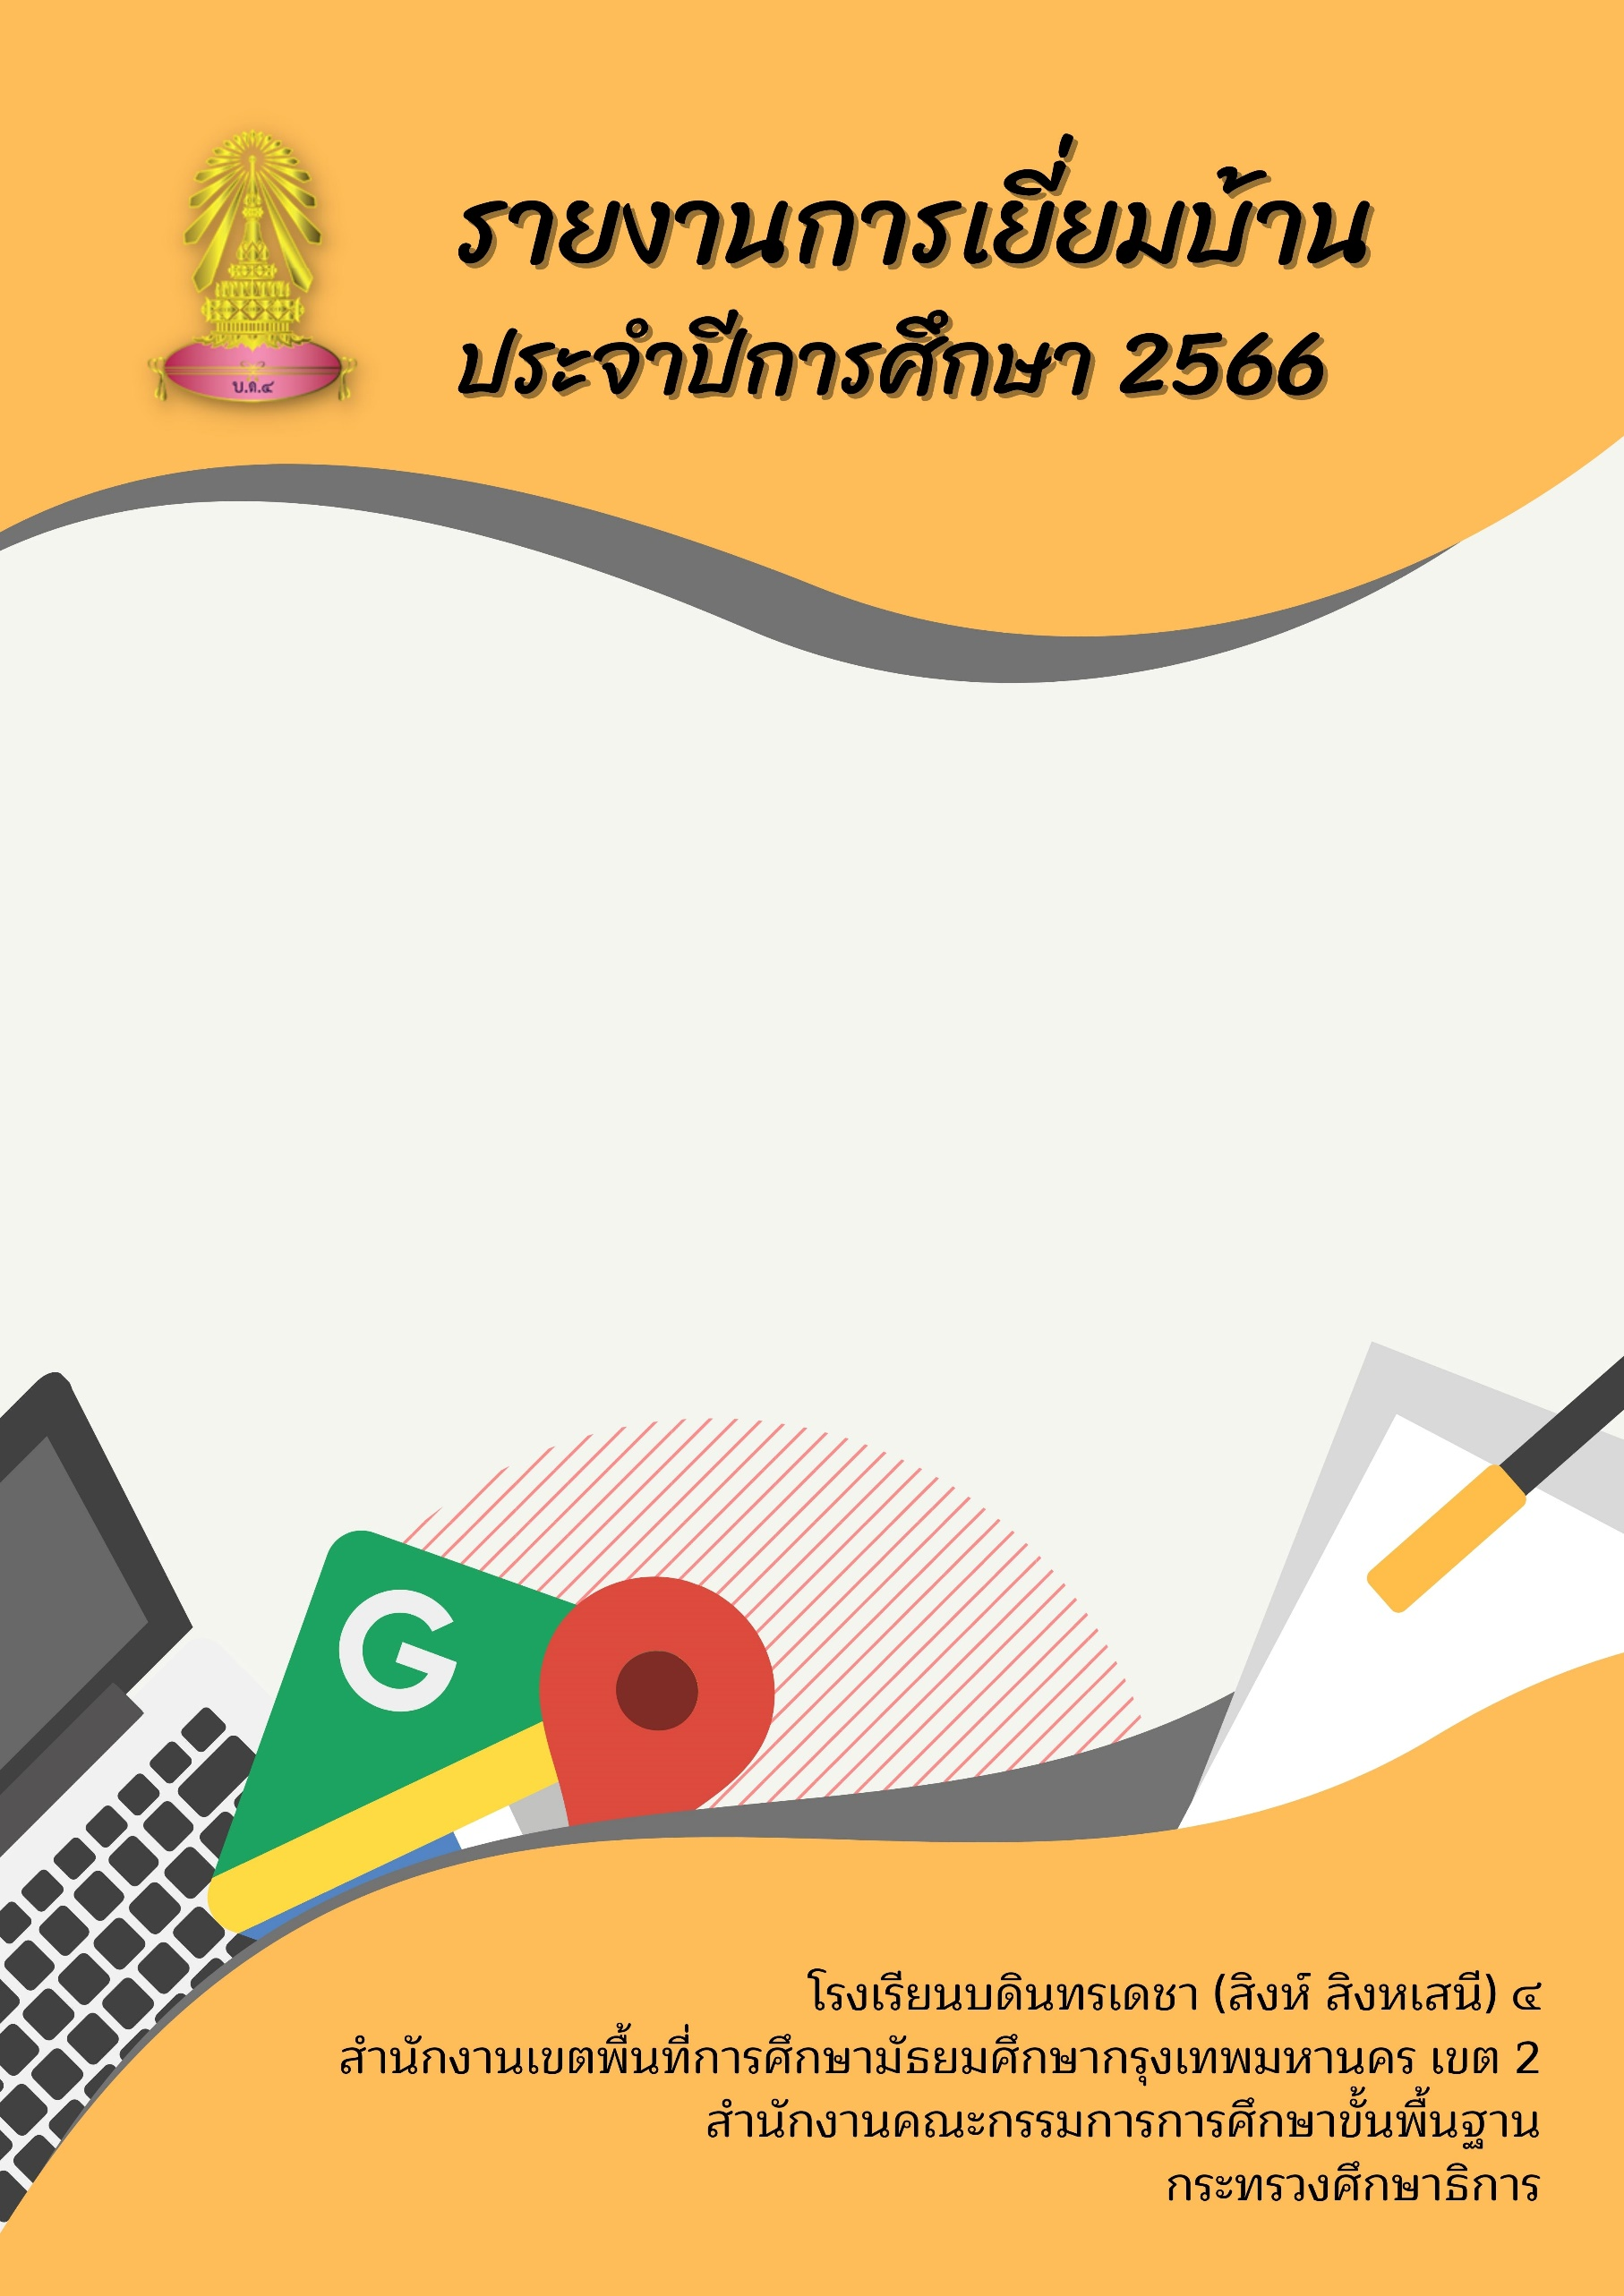 รายงานการเยี่ยมบ้าน
ประจำปีการศึกษา 2566
บ.ด.๔
G
โรงเรียนบดินทรเดชา (สิงห์ สิงหเสนี) ๔
สำนักงานเขตพื้นที่การศึกษามัธยมศึกษากรุงเทพมหานคร เขต 2
สำนักงานคณะกรรมการการศึกษาขั้นพื้นฐาน
กระทรวงศึกษาธิการ